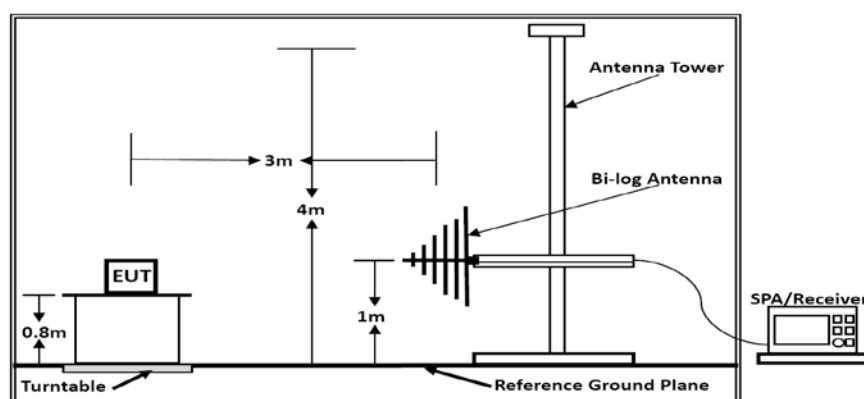 Antenna Tower
3m
Bi-log Antenna
4m
EUT
SPA/Receiver
0.8m
1m
Turntable
Reference Ground Plane